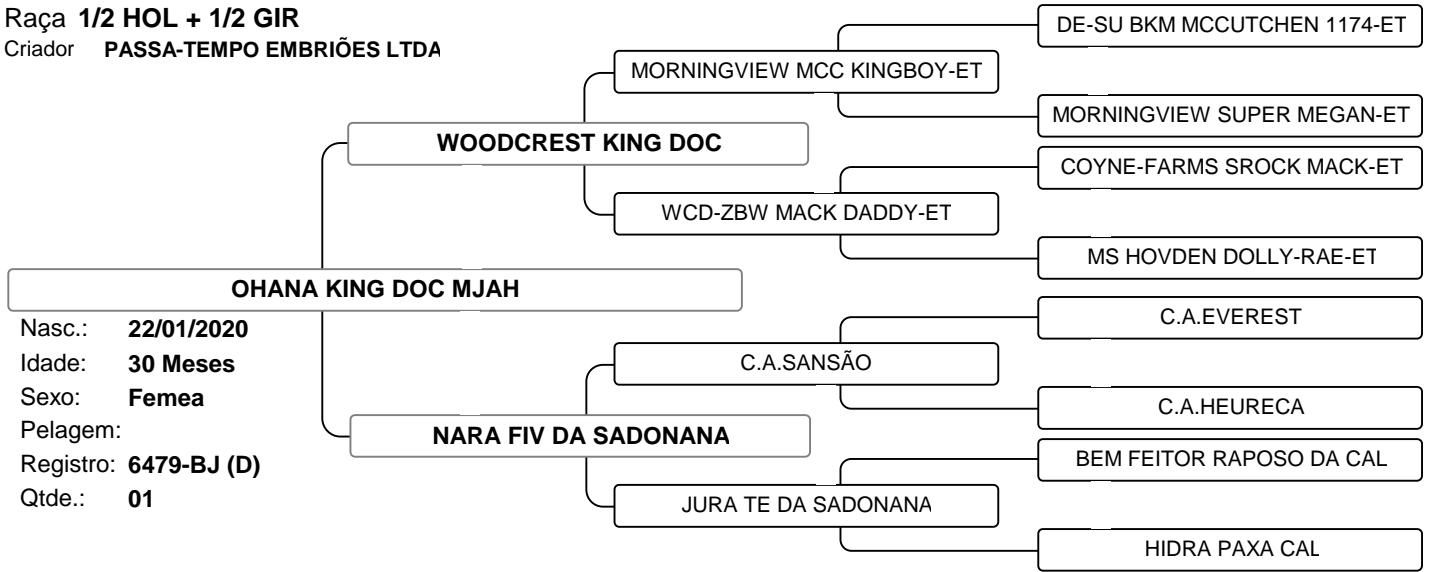 Raça 1/2 HOL + 1/2 GIR
Criador PASSA-TEMPO EMBRIÕES LTDA
DE-SU BKM MCCUTCHEN 1174-ET
MORNINGVIEW MCC KINGBOY-ET
MORNINGVIEW SUPER MEGAN-ET
WOODCREST KING DOC
COYNE-FARMS SROCK MACK-ET
WCD-ZBW MACK DADDY-ET
MS HOVDEN DOLLY-RAE-ET
OHANA KING DOC MJAH
Nasc.: 22/01/2020
Idade: 30 Meses
Sexo: Femea
Pelagem:
Registro: 6479-BJ (D)
Qtde.: 01
C.A.EVEREST
C.A.SANSÃO
C.A.HEURECA
NARA FIV DA SADONANA
BEM FEITOR RAPOSO DA CAL
JURA TE DA SADONANA
HIDRA PAXA CAL